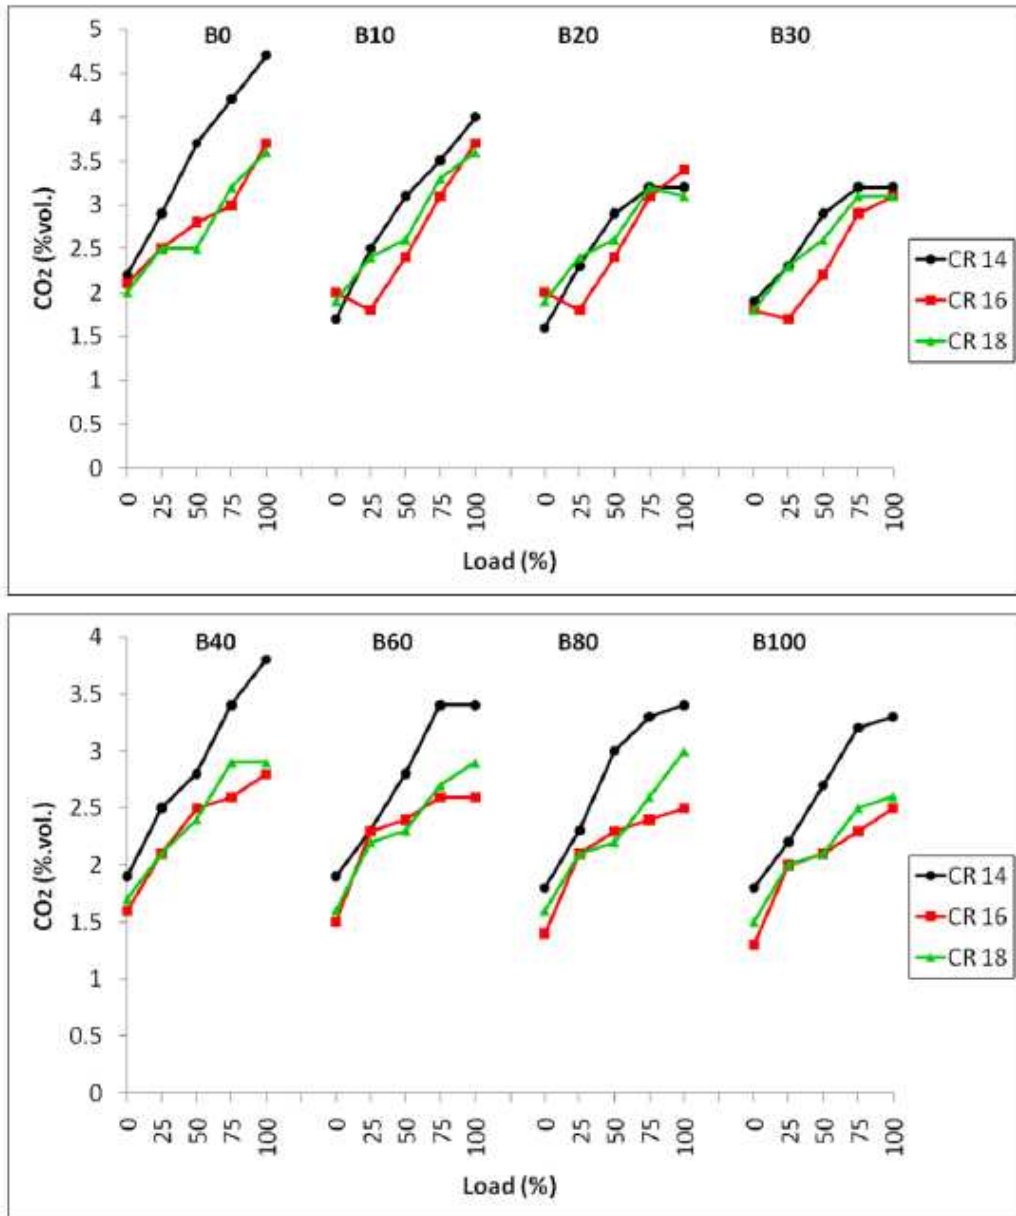 B0 B10 B20 B30
5
4.5
4
3.5
3
2.5
2
1.5
1
0.5
0
CO2 (%vol.)
0 25 50 75 100 0 25 50 75 100 0 25 50 75 100 0 25 50 75 100
Load (%)
CR 14
CR 16
CR 18
B40 B60 B80 B100
4
3.5
3
2.5
2
1.5
1
0.5
0
CO2 (%.vol.)
0 25 50 75 100 0 25 50 75 100 0 25 50 75 100 0 25 50 75 100
Load (%)
CR 14
CR 16
CR 18